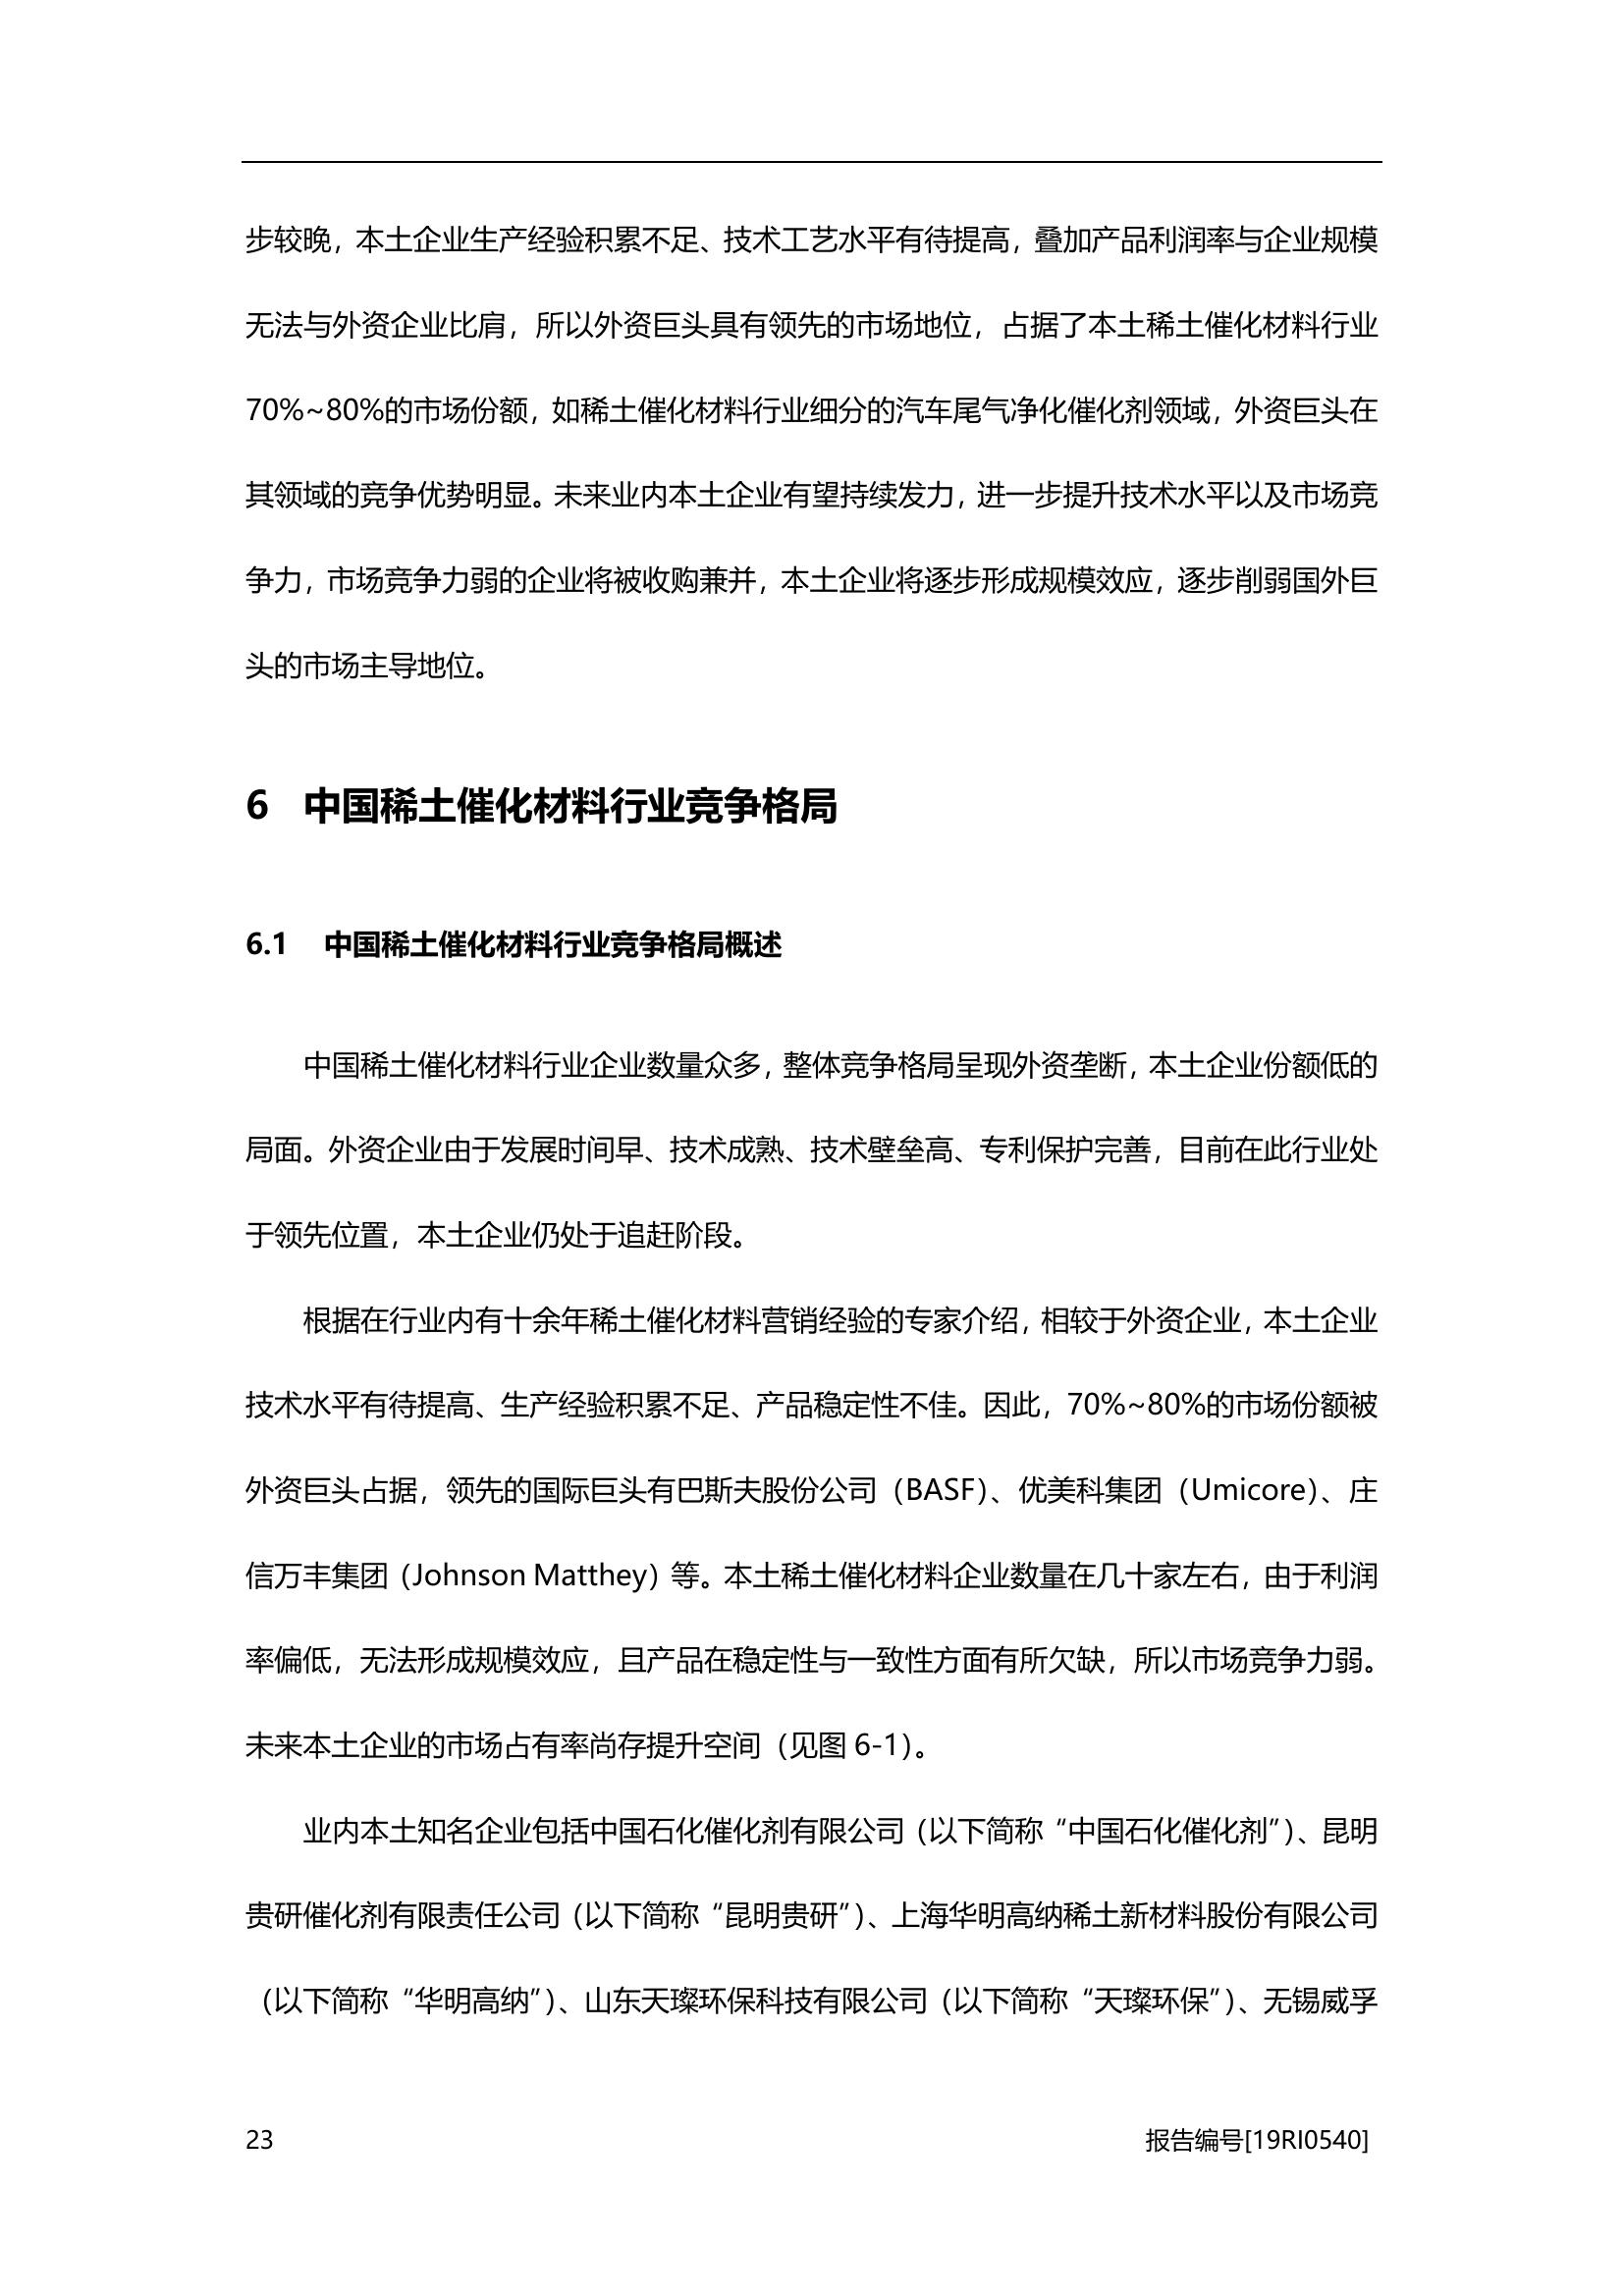 步较晚，本土企业生产经验积累不足、技术工艺水平有待提高，叠加产品利润率与企业规模
无法与外资企业比肩，所以外资巨头具有领先的市场地位，占据了本土稀土催化材料行业
70%~80%的市场份额，如稀土催化材料行业细分的汽车尾气净化催化剂领域，外资巨头在
其领域的竞争优势明显。未来业内本土企业有望持续发力，进一步提升技术水平以及市场竞
争力，市场竞争力弱的企业将被收购兼并，本土企业将逐步形成规模效应，逐步削弱国外巨
头的市场主导地位。
6 中国稀土催化材料行业竞争格局
6.1 中国稀土催化材料行业竞争格局概述
中国稀土催化材料行业企业数量众多，整体竞争格局呈现外资垄断，本土企业份额低的
局面。外资企业由于发展时间早、技术成熟、技术壁垒高、专利保护完善，目前在此行业处
于领先位置，本土企业仍处于追赶阶段。
根据在行业内有十余年稀土催化材料营销经验的专家介绍，相较于外资企业，本土企业
技术水平有待提高、生产经验积累不足、产品稳定性不佳。因此，70%~80%的市场份额被
外资巨头占据，领先的国际巨头有巴斯夫股份公司（BASF）、优美科集团（Umicore）、庄
信万丰集团（Johnson Matthey）等。本土稀土催化材料企业数量在几十家左右，由于利润
率偏低，无法形成规模效应，且产品在稳定性与一致性方面有所欠缺，所以市场竞争力弱。
未来本土企业的市场占有率尚存提升空间（见图 6-1）。
业内本土知名企业包括中国石化催化剂有限公司（以下简称“中国石化催化剂”）、昆明
贵研催化剂有限责任公司（以下简称“昆明贵研”）、上海华明高纳稀土新材料股份有限公司
（以下简称“华明高纳”）、山东天璨环保科技有限公司（以下简称“天璨环保”）、无锡威孚
23 报告编号[19RI0540]